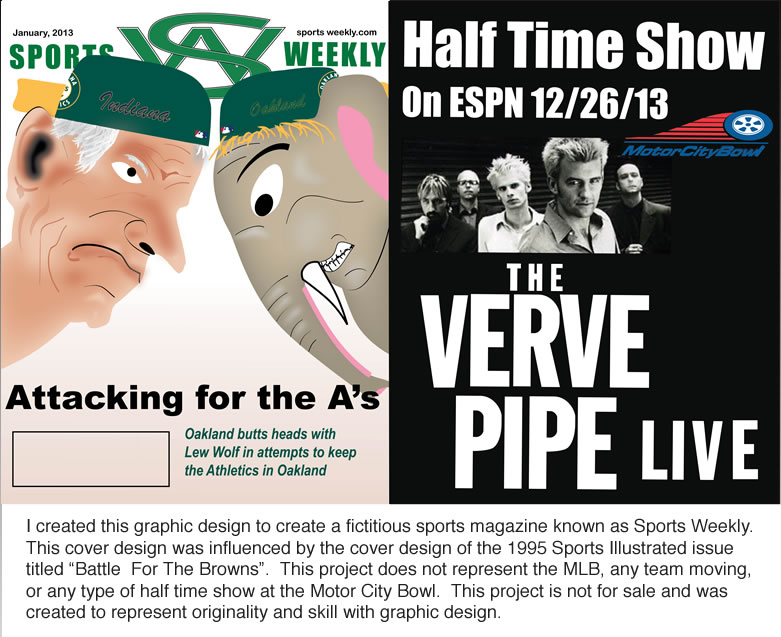 January, 2013
sports weekly.com
SPORTS SW WEEKLY
Indiana
Oakland
Attacking for the A's
Oakland butts heads with
Lew Wolf in attempts to keep
the Athletics in Oakland
Half Time Show
On ESPN 12/26/13
MotorCityBowl
THE
VERVE
PIPE LIVE
I created this graphic design to create a fictitious sports magazine known as Sports Weekly.
This cover design was influenced by the cover design of the 1995 Sports Illustrated issue
titled “Battle  For The Browns”.  This project does not represent the MLB, any team moving,
or any type of half time show at the Motor City Bowl.  This project is not for sale and was
created to represent originality and skill with graphic design.